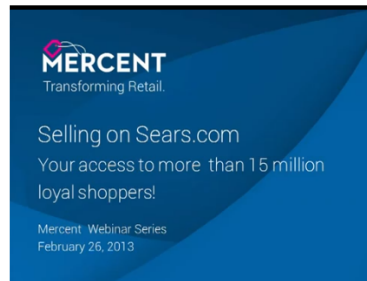 MERCENT
Transforming Retail.
Selling on Sears.com
Your access to more than 15 million
loyal shoppers!
Mercent Webinar Series
February 26, 2013